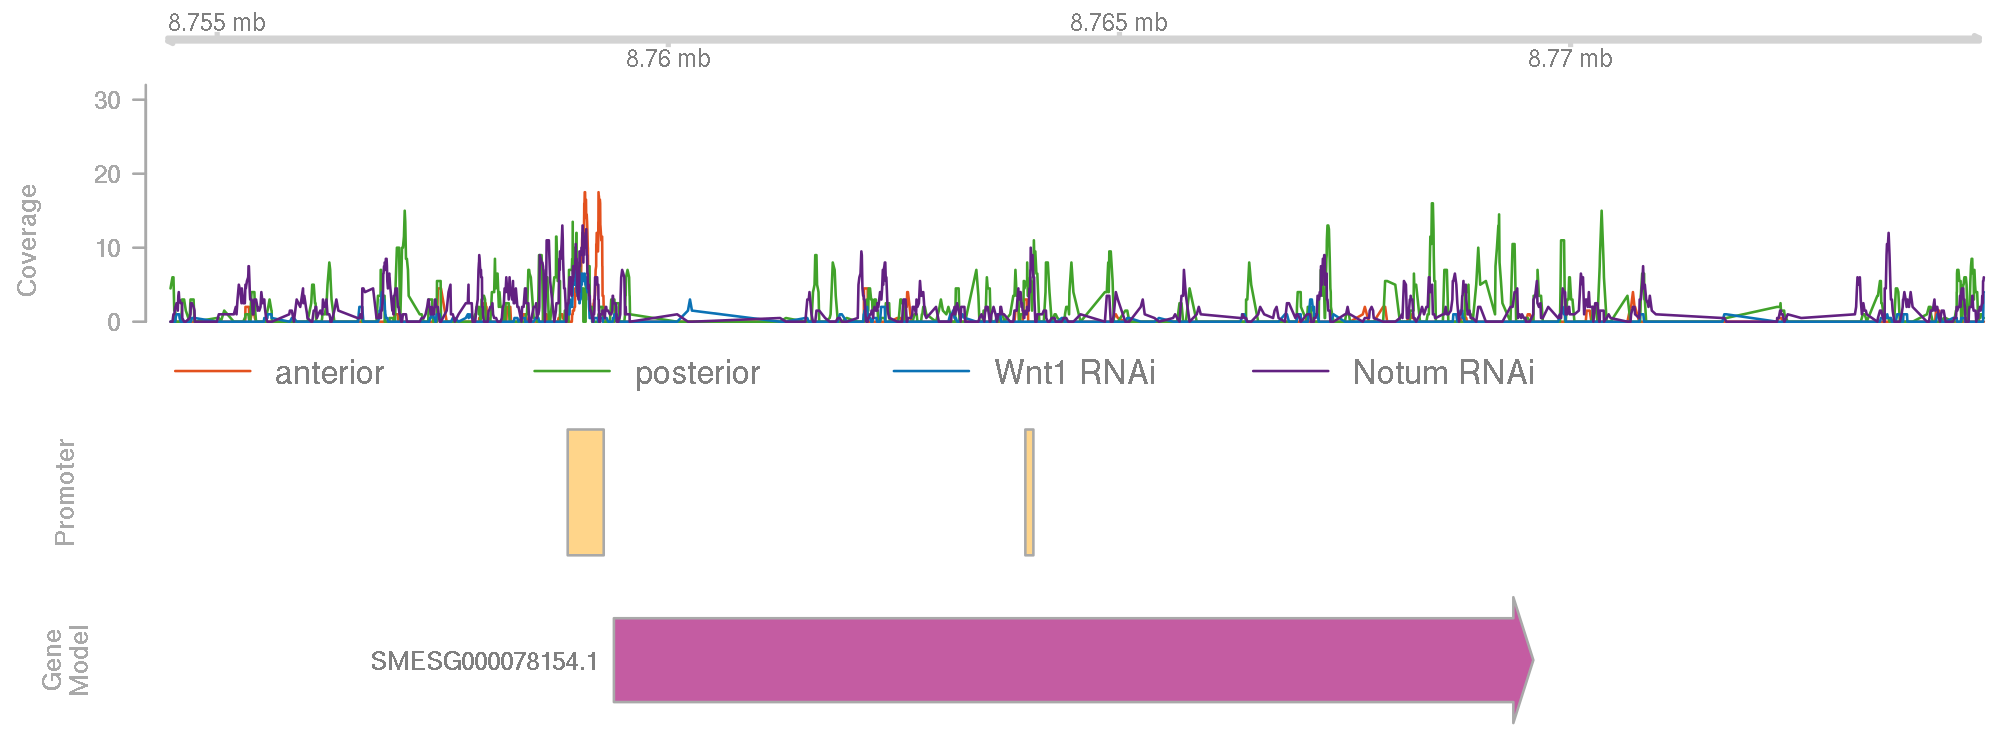 8.755 mb
8.765 mb
8.76 mb
8.77 mb
30
20
10
0
Coverage
anterior
posterior
Wnt1 RNAi
Notum RNAi
Promoter
Gene
Model
SMESG000078154.1